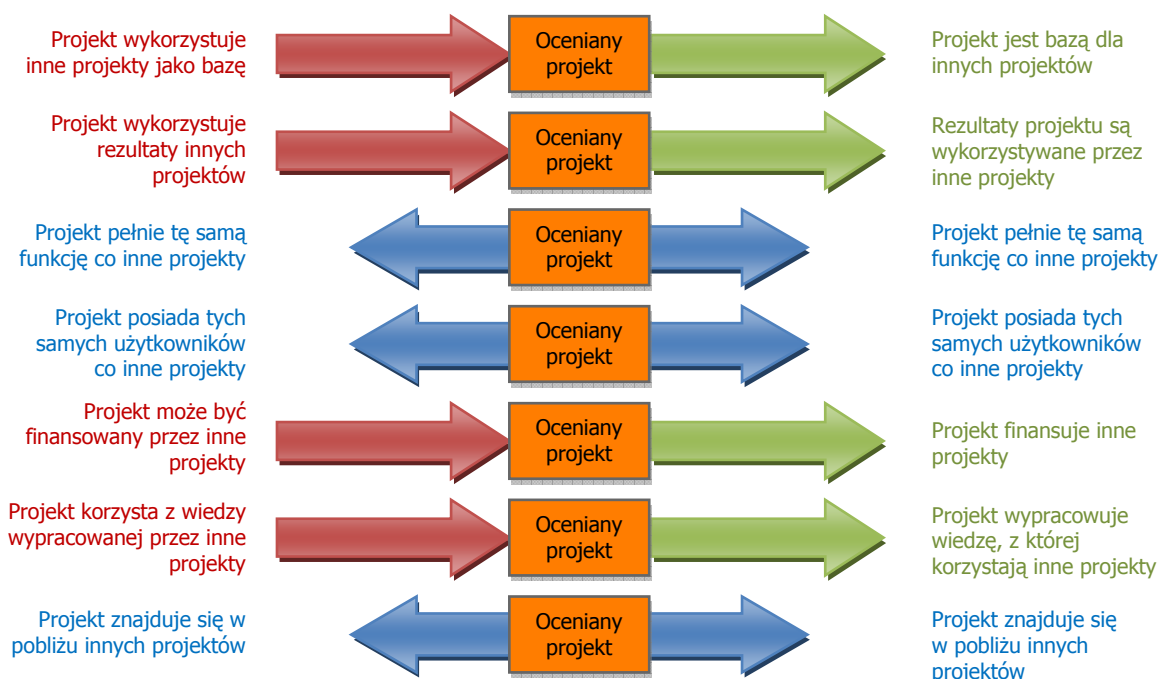 Projekt wykorzystuje
inne projekty jako bazę
Oceniany
projekt
Projekt jest bazą dla
innych projektów
Projekt wykorzystuje
rezultaty innych
projektów
Oceniany
projekt
Rezultaty projektu są
wykorzystywane przez
inne projekty
Projekt pełnie tę samą
funkcję co inne projekty
Oceniany
projekt
Projekt pełnie tę samą
funkcję co inne projekty
Projekt posiada tych
samych użytkowników
co inne projekty
Oceniany
projekt
Projekt posiada tych
samych użytkowników
co inne projekty
Projekt może być
finansowany przez inne
projekty
Oceniany
projekt
Projekt finansuje inne
projekty
Projekt korzysta z wiedzy
wypracowanej przez inne
projekty
Oceniany
projekt
Projekt wypracowuje
wiedzę, z której
korzystają inne projekty
Projekt znajduje się w
pobliżu innych projektów
Oceniany
projekt
Projekt znajduje się
w pobliżu innych
projektów